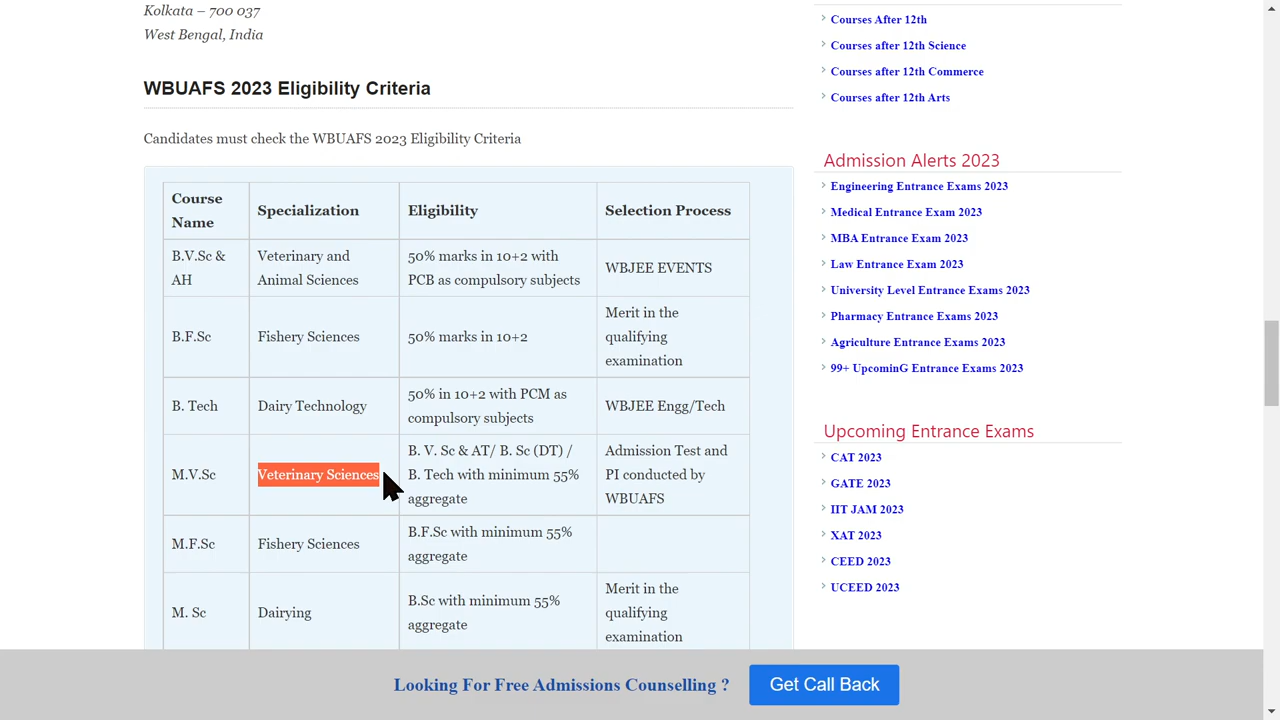 Kolkata – 700 037
West Bengal, India
WBUAFS 2023 Eligibility Criteria
Candidates must check the WBUAFS 2023 Eligibility Criteria
Course
Name
Specialization
Eligibility
Selection Process
B.V.Sc &
AH
Veterinary and
Animal Sciences
50% marks in 10+2 with
PCB as compulsory subjects
WBJEE EVENTS
B.F.Sc
Fishery Sciences
50% marks in 10+2
Merit in the
qualifying
examination
B. Tech
Dairy Technology
50% in 10+2 with PCM as
compulsory subjects
WBJEE Engg/Tech
M.V.Sc
Veterinary Sciences
B. V. Sc & AT/ B. Sc (DT) /
B. Tech with minimum 55%
aggregate
Admission Test and
PI conducted by
WBUAFS
M.F.Sc
Fishery Sciences
B.F.Sc with minimum 55%
aggregate
M. Sc
Dairying
B.Sc with minimum 55%
aggregate
Merit in the
qualifying
examination
Courses After 12th
Courses after 12th Science
Courses after 12th Commerce
Courses after 12th Arts
Admission Alerts 2023
Engineering Entrance Exams 2023
Medical Entrance Exam 2023
MBA Entrance Exam 2023
Law Entrance Exam 2023
University Level Entrance Exams 2023
Pharmacy Entrance Exams 2023
Agriculture Entrance Exams 2023
99+ UpcominG Entrance Exams 2023
Upcoming Entrance Exams
CAT 2023
GATE 2023
IIT JAM 2023
XAT 2023
CEED 2023
UCEED 2023
Looking For Free Admissions Counselling ?
Get Call Back